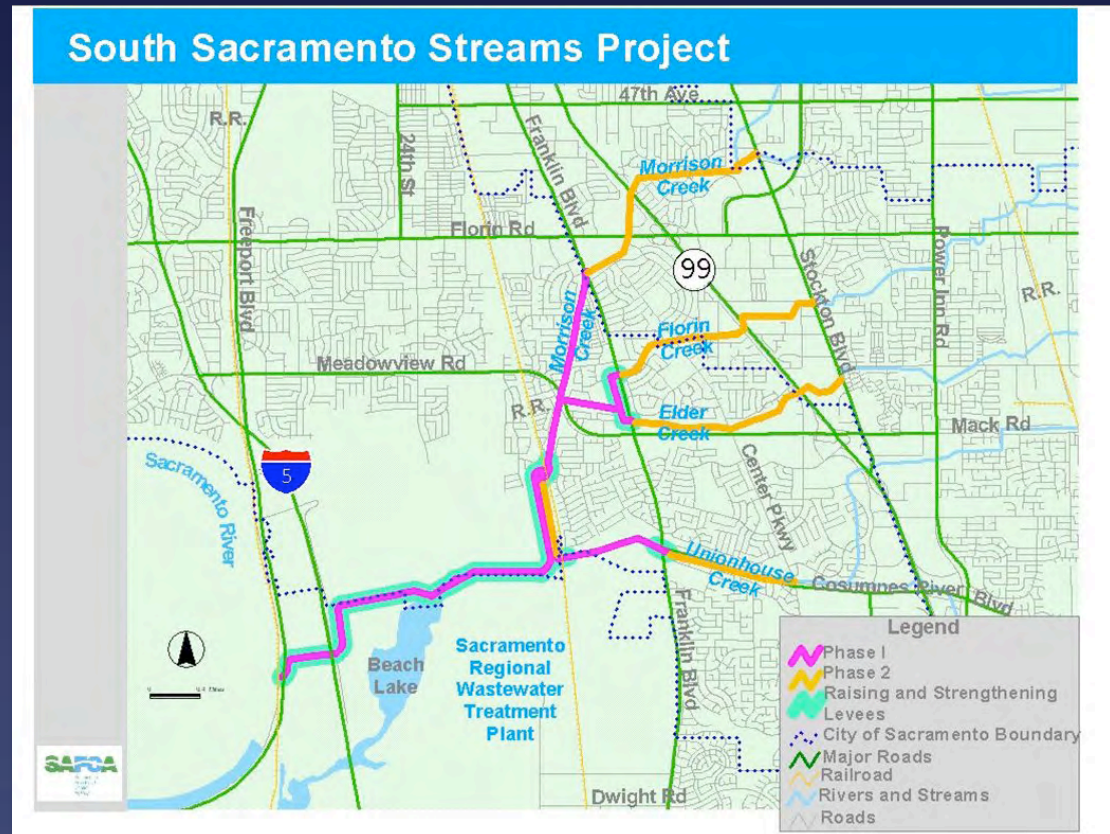 South Sacramento Streams Project
47th Ave
R.R.
24th St
Franklin Blvd
Morrison
Creek
Freeport Blvd
Florin Rd
99
Stockton Blvd
Power Inn Rd
R.R.
Morrison
Creek
Florin
Creek
Meadowview Rd
R.R.
Elder
Creek
Mack Rd
Sacramento River
5
Center Pkwy
Unionhouse
Creek
Cosumnes River Blvd
Franklin Blvd
Beach
Lake
Sacramento
Regional
Wastewater
Treatment
Plant
Dwight Rd
Legend
Phase I
Phase 2
Raising and Strengthening
Levees
City of Sacramento Boundary
Major Roads
Railroad
Rivers and Streams
Roads
SAFCA